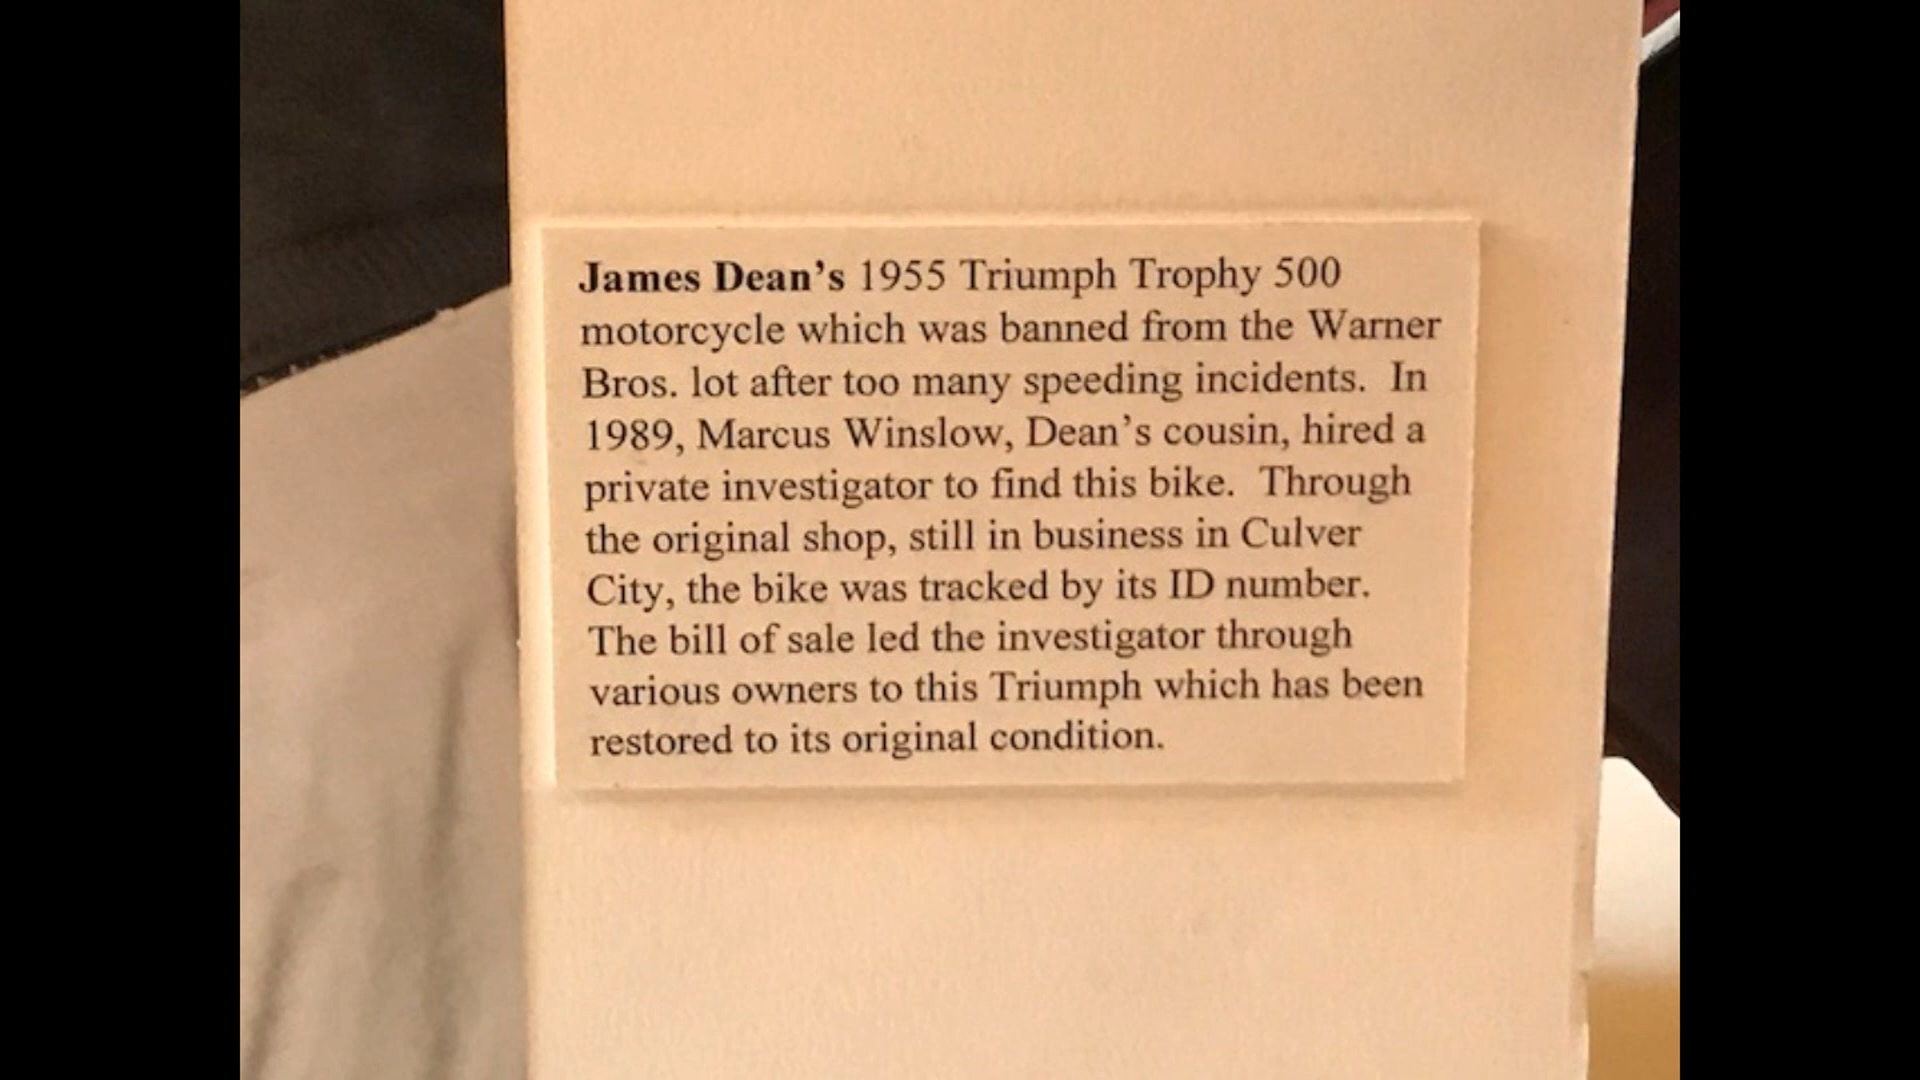 James Dean’s 1955 Triumph Trophy 500
motorcycle which was banned from the Warner
Bros. lot after too many speeding incidents.  In
1989, Marcus Winslow, Dean’s cousin, hired a
private investigator to find this bike.  Through
the original shop, still in business in Culver
City, the bike was tracked by its ID number.
The bill of sale led the investigator through
various owners to this Triumph which has been
restored to its original condition.